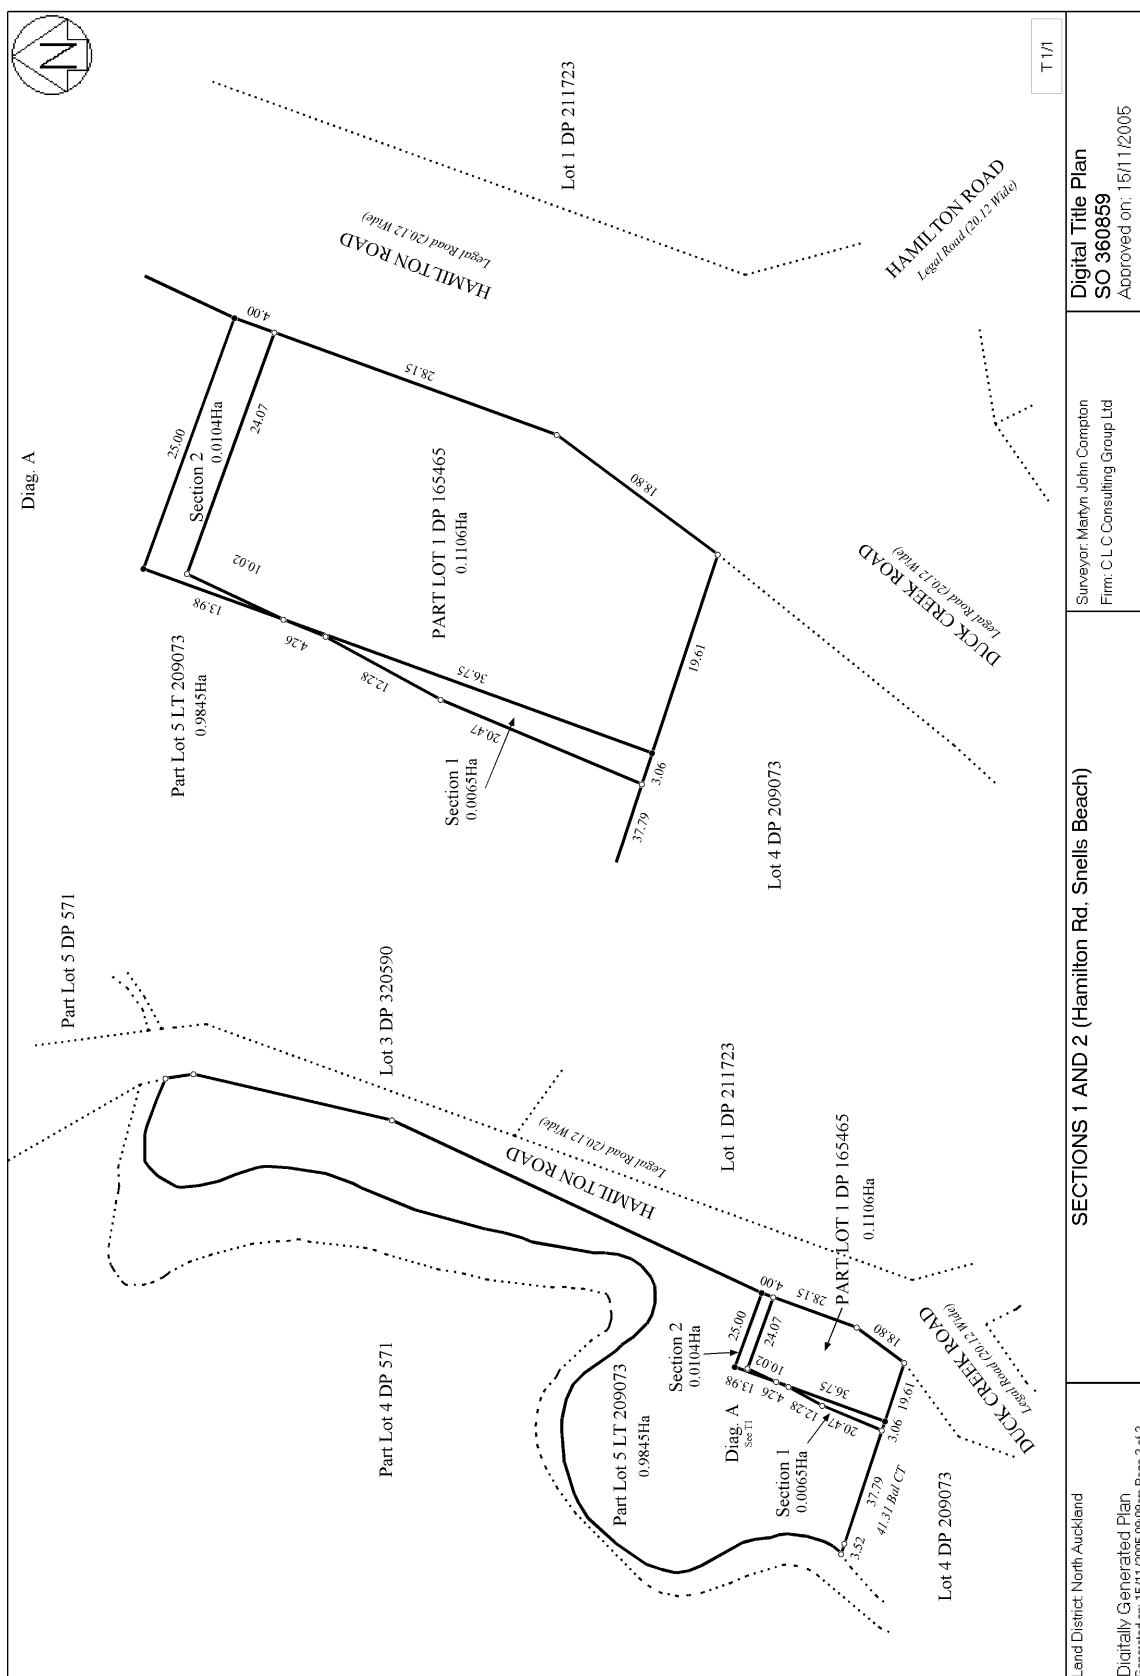 N
Diag. A
T 1/1
Lot 1 DP 211723
HAMILTON ROAD
Legal Road (20.12 Wide)
HAMILTON ROAD
Legal Road (20.12 Wide)
4.00
25.00
Section 2
0.0104Ha
24.07
28.15
10.02
13.98
PART LOT 1 DP 165465
0.1106Ha
18.80
DUCK CREEK ROAD
Legal Road (20.12 Wide)
Part Lot 5 LT 209073
0.9845Ha
4.26
12.28
36.75
19.61
20.47
Section 1
0.0065Ha
3.06
37.79
Lot 4 DP 209073
Part Lot 5 DP 571
Lot 3 DP 320590
Lot 1 DP 211723
HAMILTON ROAD
Legal Road (20.12 Wide)
PART LOT 1 DP 165465
0.1106Ha
4.00
25.00
24.07
28.15
Section 2
0.0104Ha
10.02
13.98
18.80
DUCK CREEK ROAD
Legal Road (20.12 Wide)
Part Lot 4 DP 571
Part Lot 5 LT 209073
0.9845Ha
Diag. A
See T1
4.26
12.28
36.75
20.47
19.61
3.06
Section 1
0.0065Ha
37.79
41.31 Bal CT
3.52
Lot 4 DP 209073
Land District: North Auckland
Digitally Generated Plan
SECTIONS 1 AND 2 (Hamilton Rd, Snells Beach)
Surveyor: Martyn John Compton
Firm: C L C Consulting Group Ltd
Digital Title Plan
SO 360859
Approved on: 15/11/2005